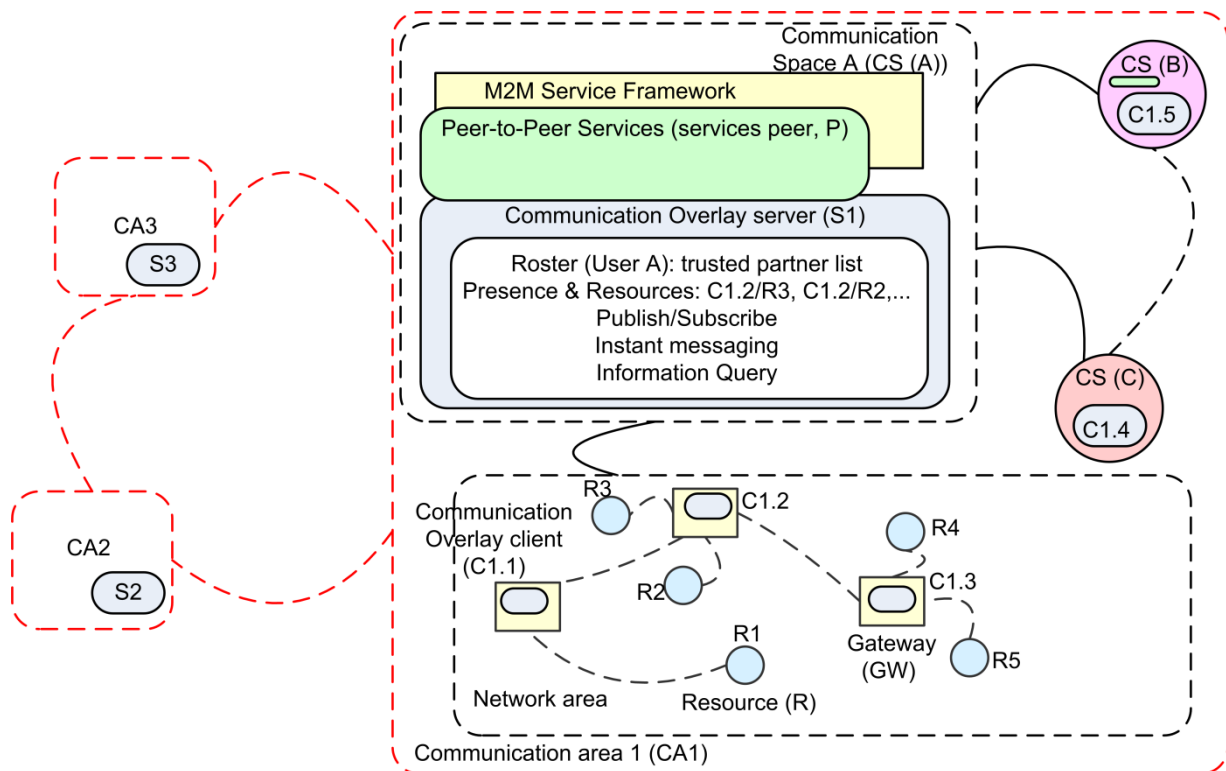 Communication
Space A (CS (A))
M2M Service Framework
Peer-to-Peer Services (services peer, P)
Communication Overlay server (S1)
Roster (User A): trusted partner list
Presence & Resources: C1.2/R3, C1.2/R2,...
Publish/Subscribe
Instant messaging
Information Query
CS (B)
C1.5
CS (C)
C1.4
CA3
S3
CA2
S2
R3
C1.2
Communication
Overlay client
(C1.1)
R2
R4
C1.3
Gateway
(GW)
R5
R1
Resource (R)
Network area
Communication area 1 (CA1)